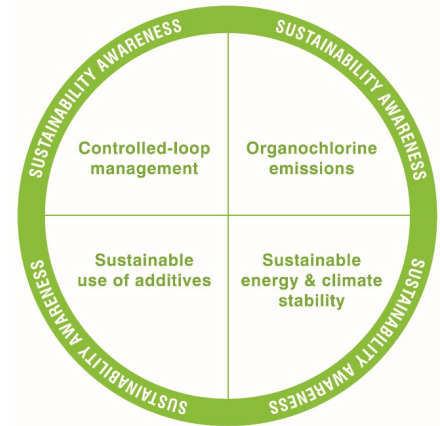 SUSTAINABILITY AWARENESS
SUSTAINABILITY AWARENESS
Controlled-loop
management
Organochlorine
emissions
Sustainable
use of additives
Sustainable
energy & climate
stability
SUSTAINABILITY AWARENESS
SUSTAINABILITY AWARENESS